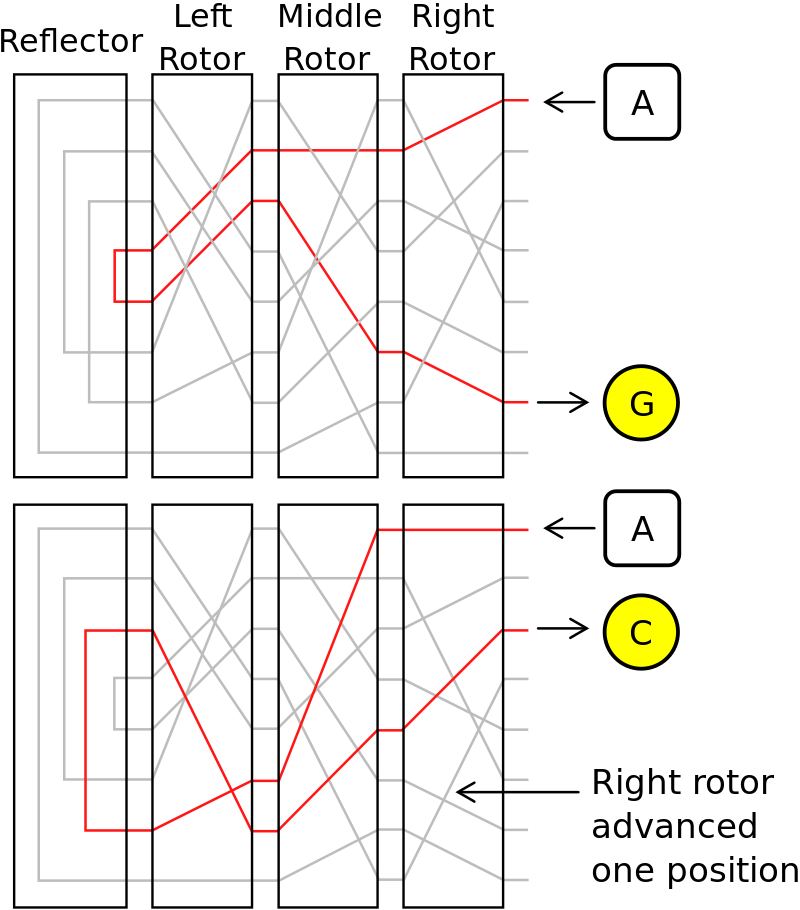 Reflector
Left
Rotor
Middle
Rotor
Right
Rotor
A
G
A
C
Right rotor
advanced
one position